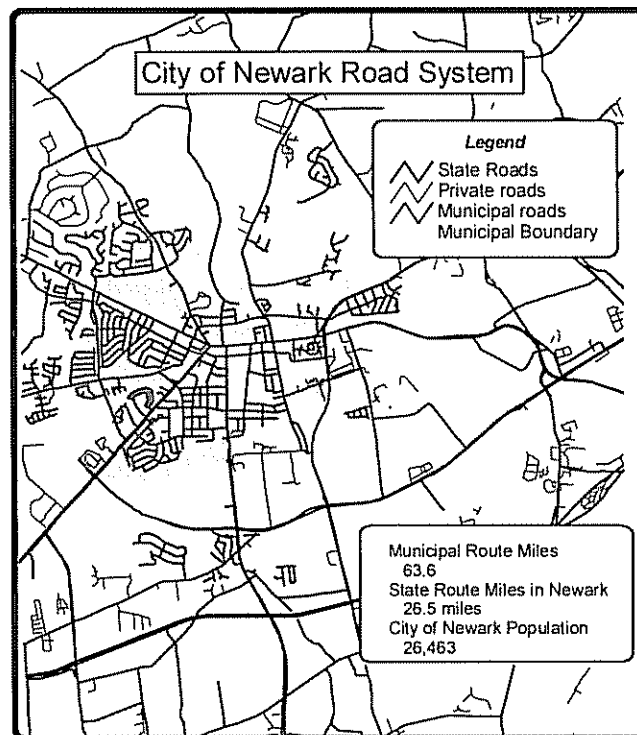 City of Newark Road System
Legend
State Roads
Private roads
Municipal roads
Municipal Boundary
Municipal Route Miles
63.6
State Route Miles in Newark
26.5 miles
City of Newark Population
26,463